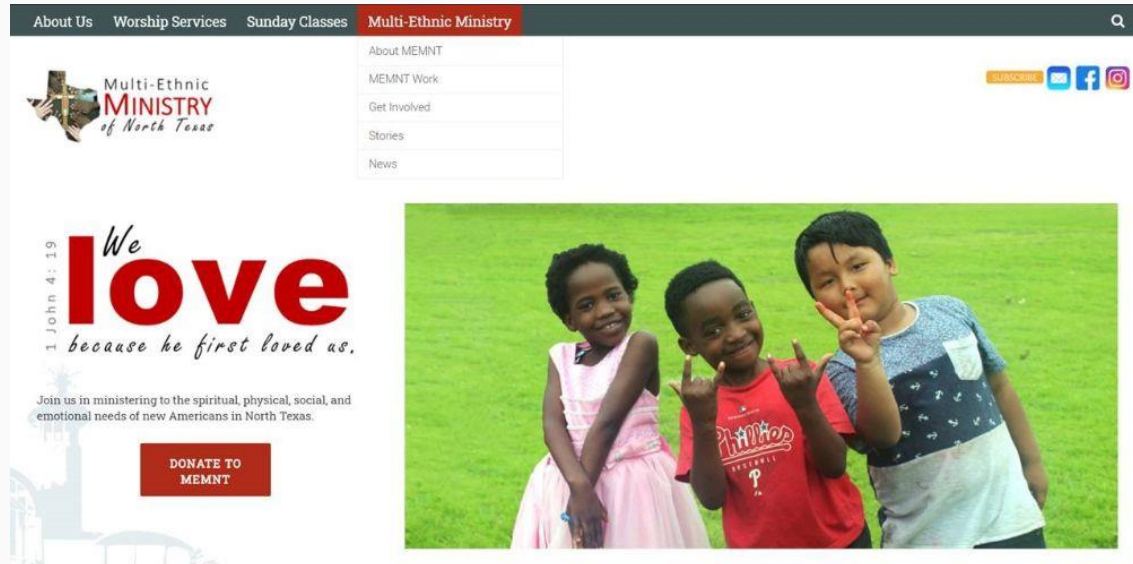 About Us Worship Services Sunday Classes Multi-Ethnic Ministry
About MEMNT
MEMNT Work
Get Involved
Stories
News
Multi-Ethnic
MINISTRY
of North Texas
SUBSCRIBE
We
love
because he first loved us.
1 John 4: 19
Join us in ministering to the spiritual, physical, social, and
emotional needs of new Americans in North Texas.
DONATE TO
MEMNT
Phillies
BASEBALL
P